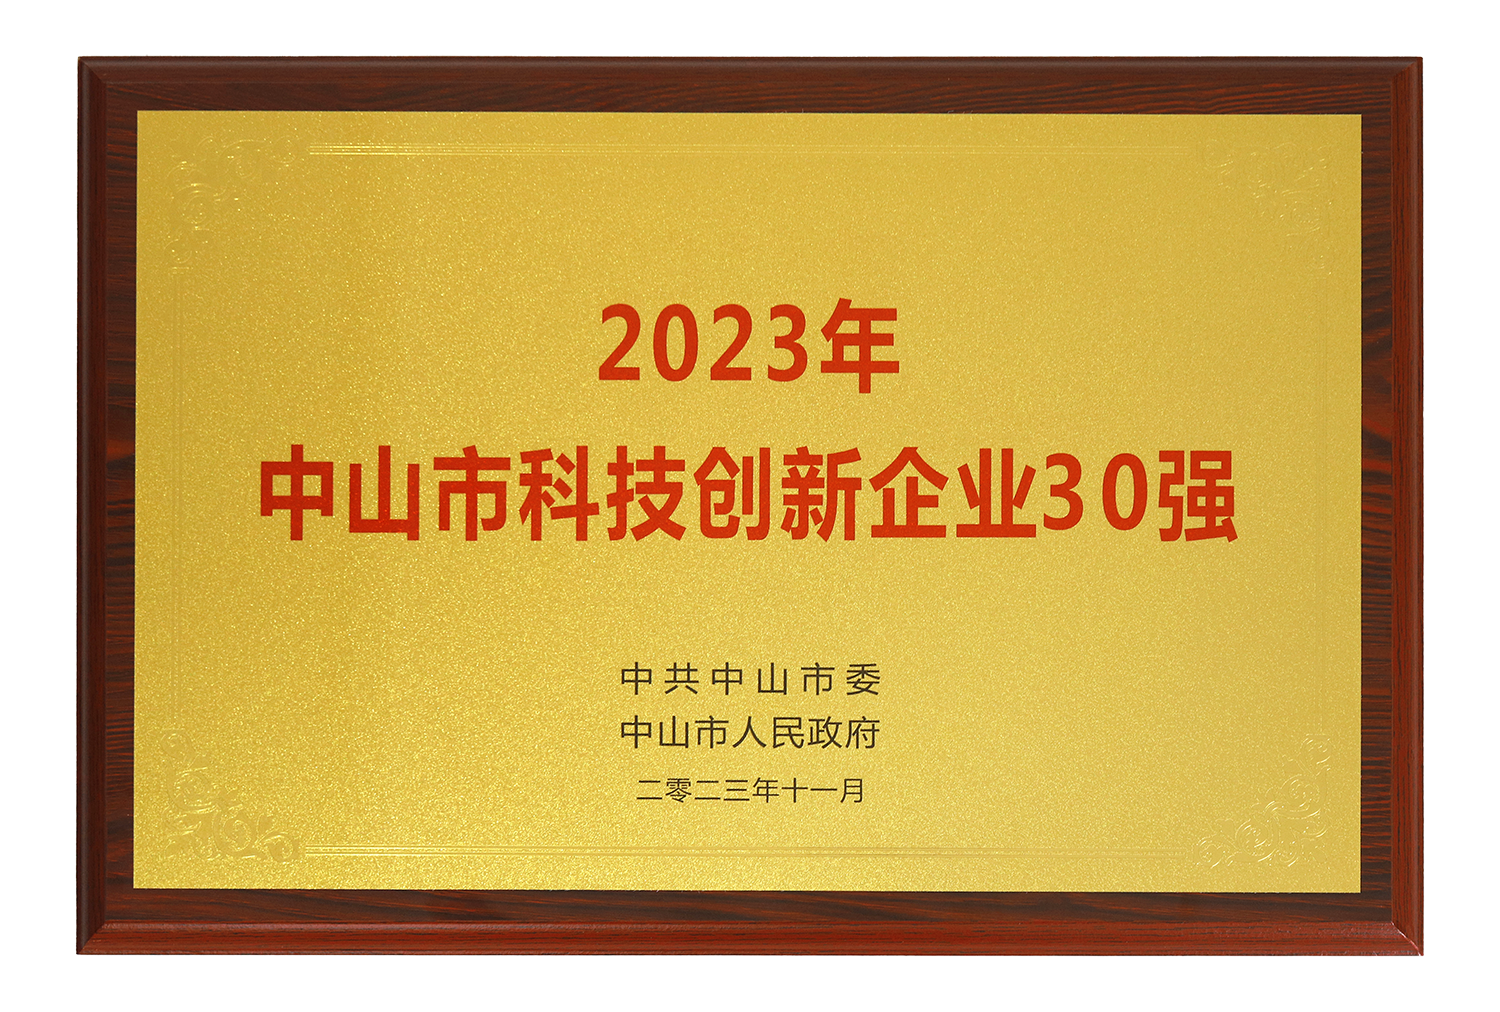 2023年
中山市科技创新企业30强
中共中山市委
中山市人民政府
二零二三年十一月